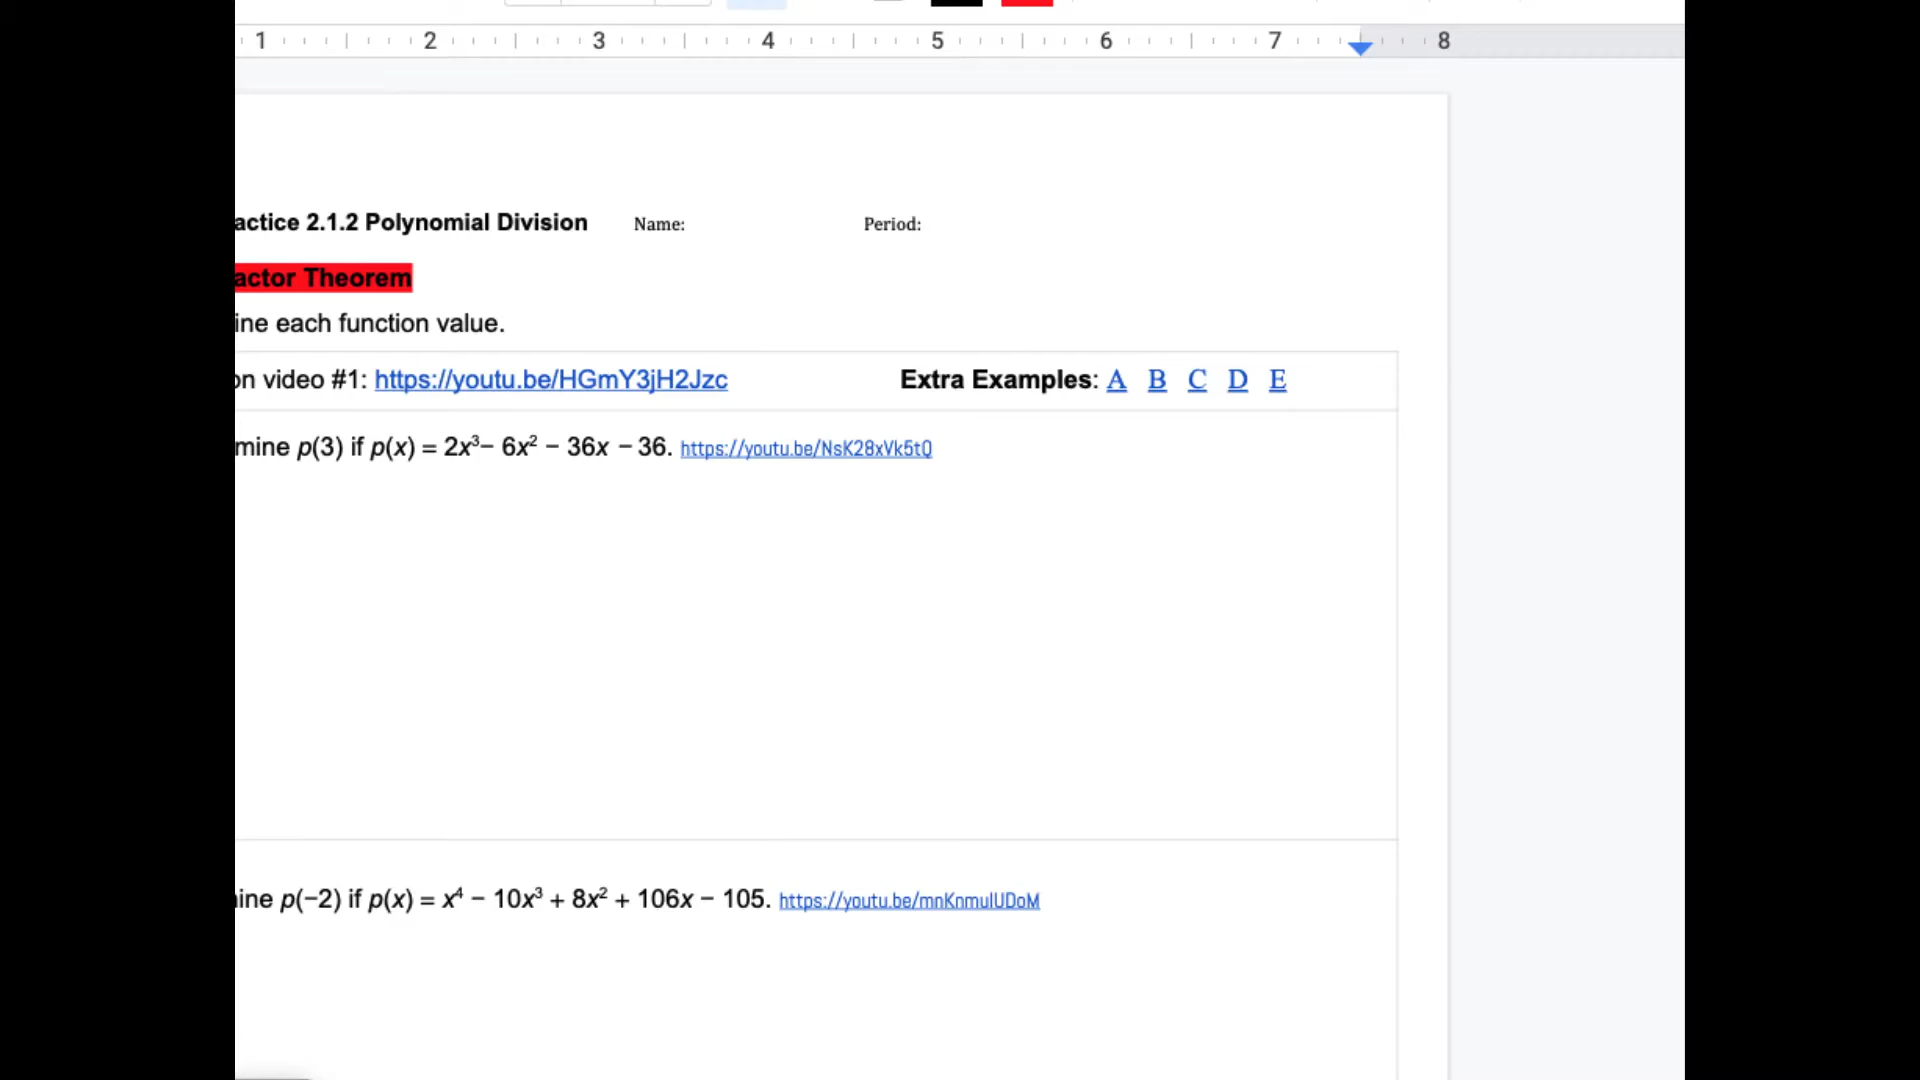 1 2 3 4 5 6 7 8
actice 2.1.2 Polynomial Division Name: Period:
actor Theorem
ine each function value.
on video #1: https://youtu.be/HGmY3jH2Jzc Extra Examples: A B C D E
mine p(3) if p(x) = 2x³− 6x² − 36x − 36. https://youtu.be/NsK28xVk5tQ
ine p(−2) if p(x) = x⁴ − 10x³ + 8x² + 106x − 105. https://youtu.be/mnKnmulUDoM